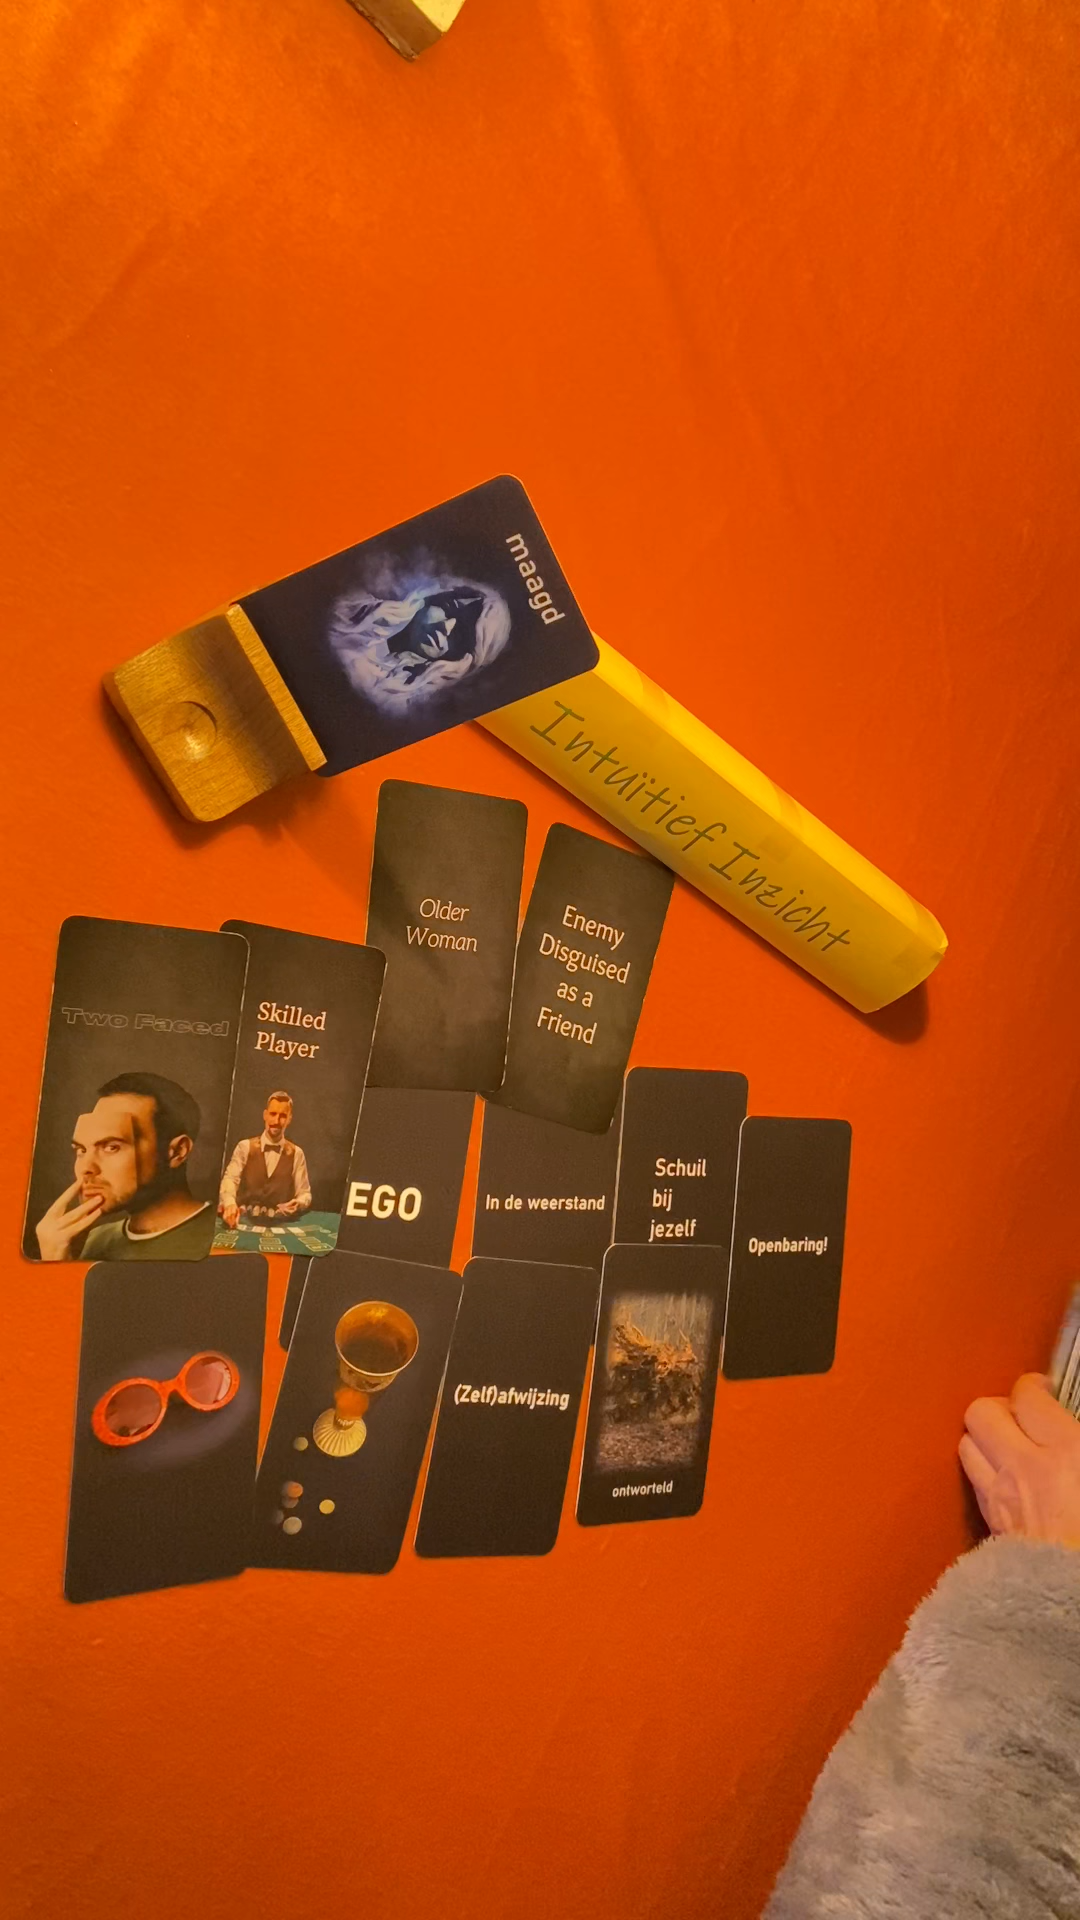 maagd
Intuïtief Inzicht
Older
Woman
Enemy
Disguised
as a
Friend
Two Faced
Skilled
Player
EGO
In de weerstand
Schuil
bij
jezelf
Openbaring!
(Zelf)afwijzing
ontworteld